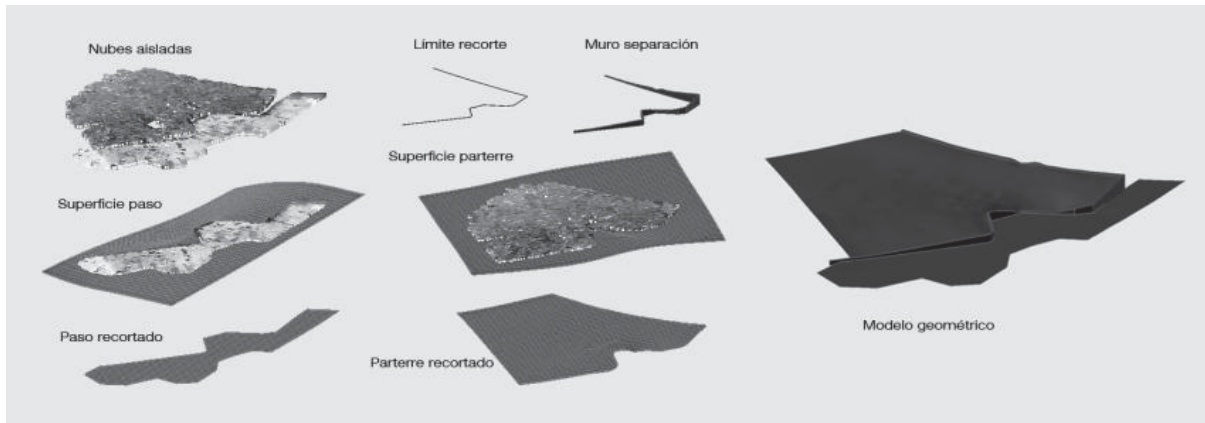 Nubes aisladas
Límite recorte
Muro separación
Superficie parterre
Superficie paso
Paso recortado
Parterre recortado
Modelo geométrico